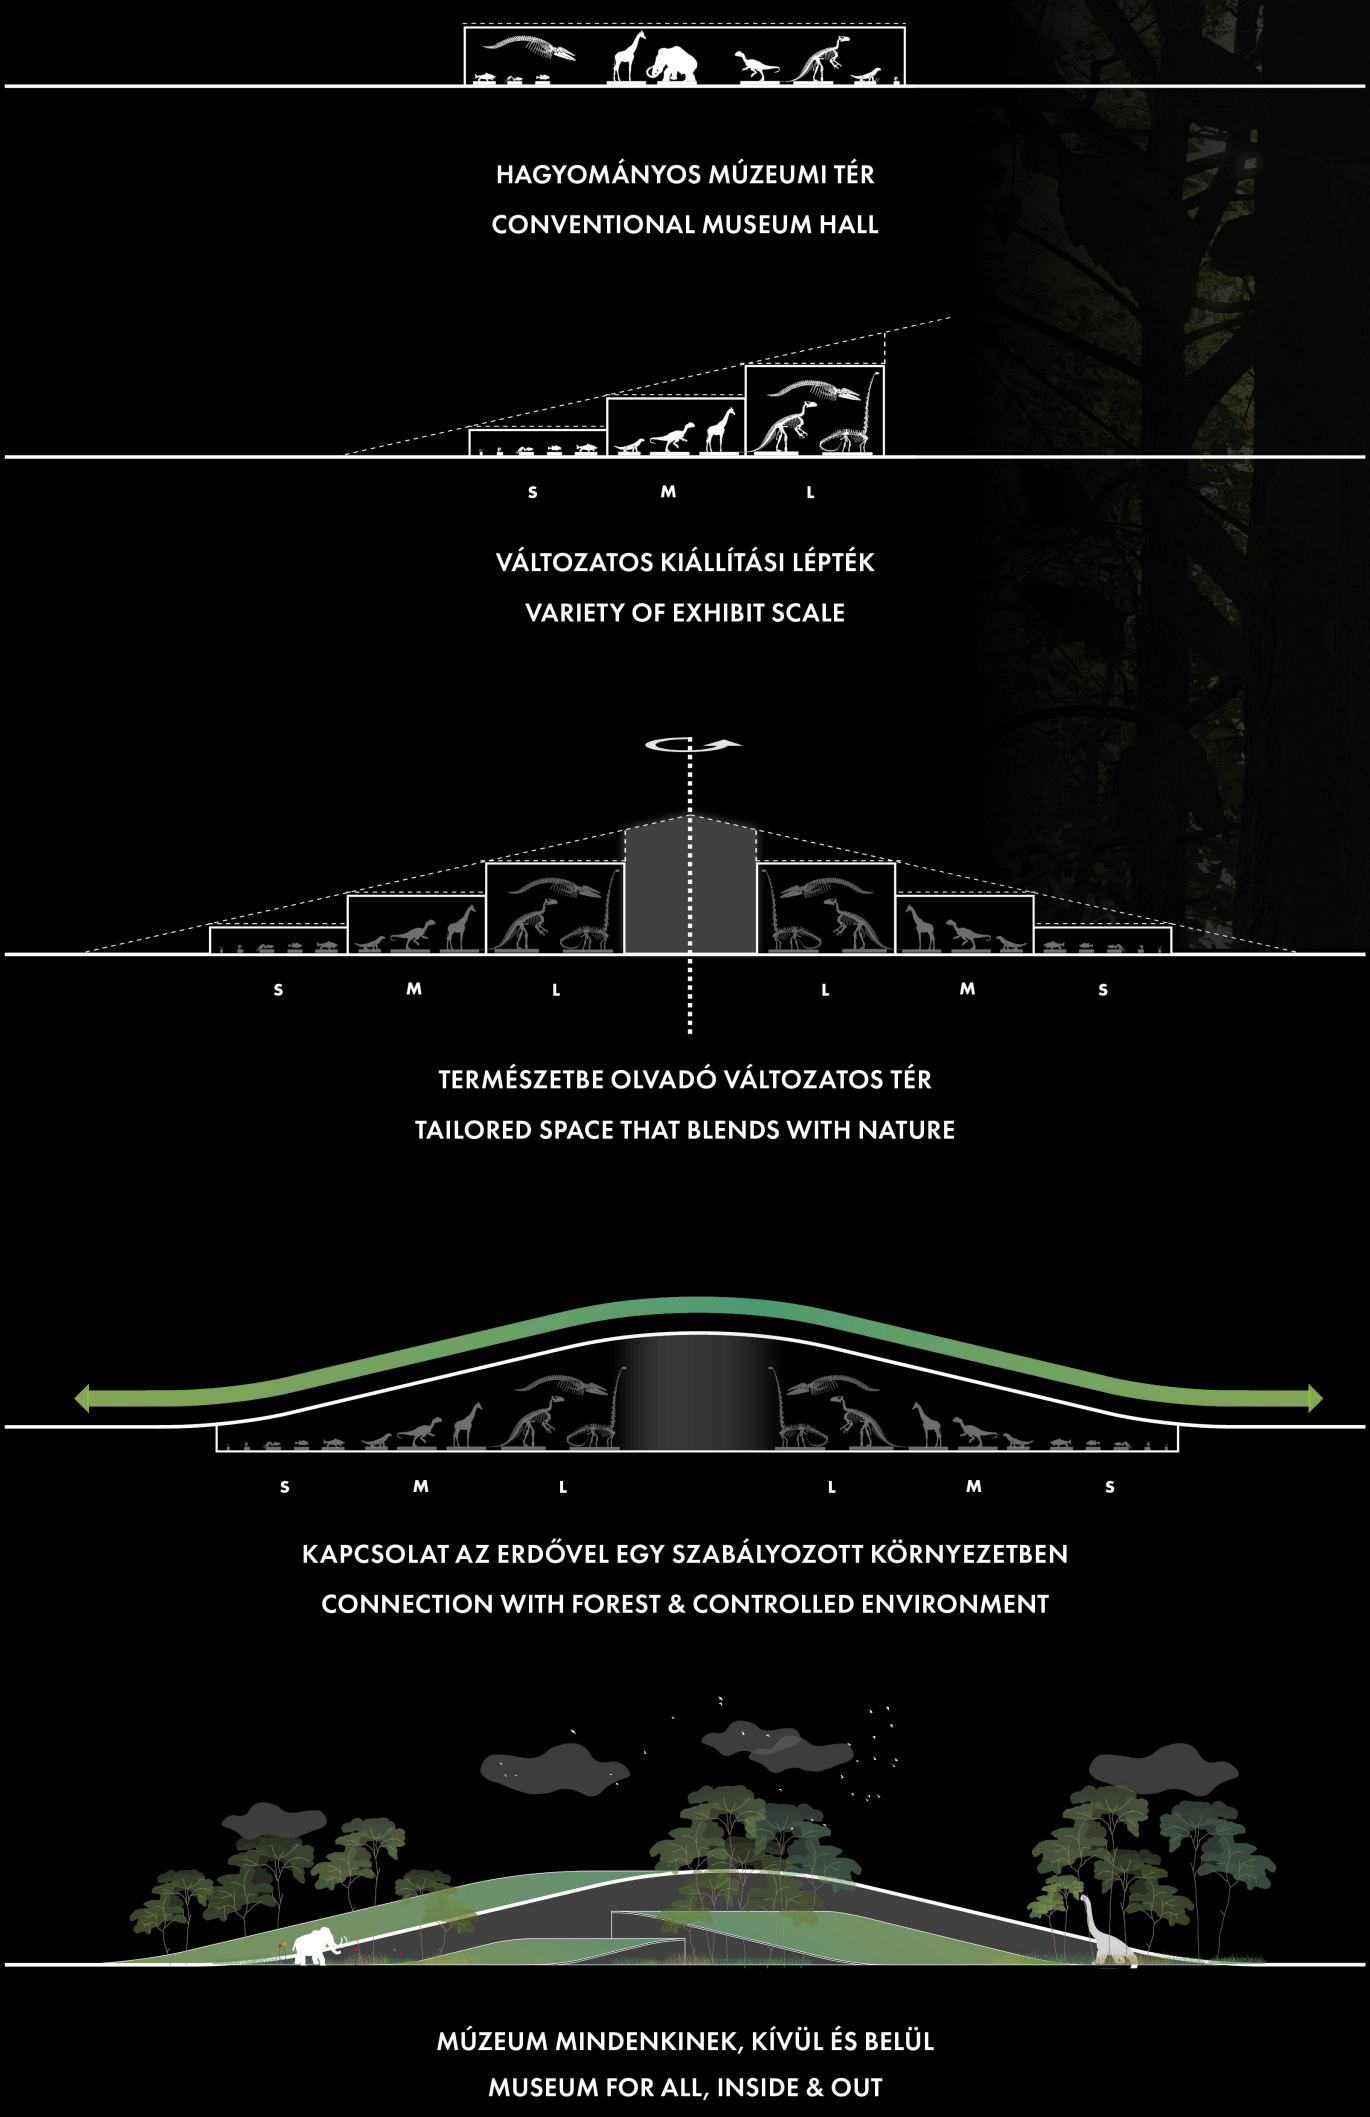 HAGYOMÁNYOS MÚZEUMI TÉR
CONVENTIONAL MUSEUM HALL
S M L
VÁLTOZATOS KIÁLLÍTÁSI LÉPTÉK
VARIETY OF EXHIBIT SCALE
S M L L M S
TERMÉSZETBE OLVADÓ VÁLTOZATOS TÉR
TAILORED SPACE THAT BLENDS WITH NATURE
S M L L M S
KAPCSOLAT AZ ERDŐVEL EGY SZABÁLYOZOTT KÖRNYEZETBEN
CONNECTION WITH FOREST & CONTROLLED ENVIRONMENT
MÚZEUM MINDENKINEK, KÍVÜL ÉS BELÜL
MUSEUM FOR ALL, INSIDE & OUT